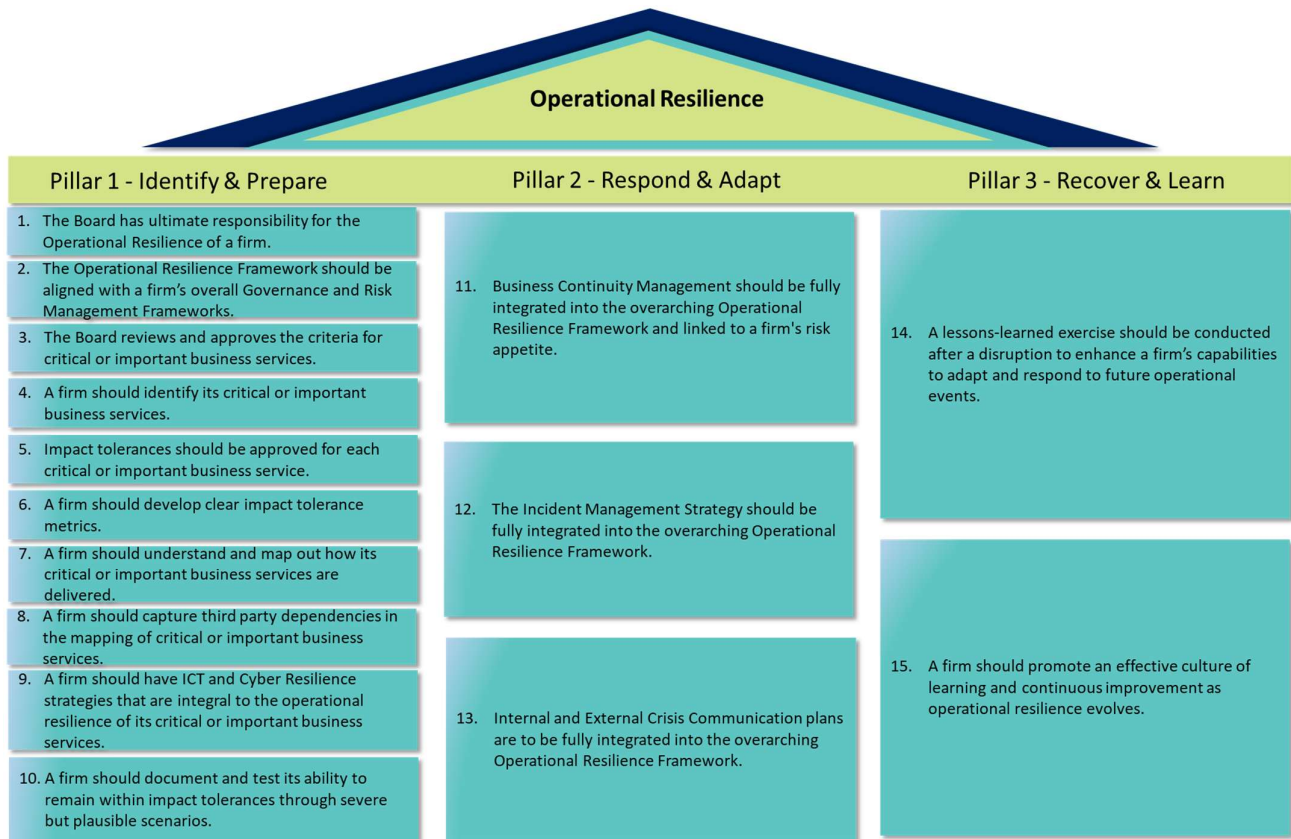 Operational Resilience
Pillar 1 - Identify & Prepare
1. The Board has ultimate responsibility for the
Operational Resilience of a firm.
2. The Operational Resilience Framework should be
aligned with a firm's overall Governance and Risk
Management Frameworks.
3. The Board reviews and approves the criteria for
critical or important business services.
4. A firm should identify its critical or important
business services.
5. Impact tolerances should be approved for each
critical or important business service.
6. A firm should develop clear impact tolerance
metrics.
7. A firm should understand and map out how its
critical or important business services are
delivered.
8. A firm should capture third party dependencies in
the mapping of critical or important business
services.
9. A firm should have ICT and Cyber Resilience
strategies that are integral to the operational
resilience of its critical or important business
services.
10. A firm should document and test its ability to
remain within impact tolerances through severe
but plausible scenarios.
Pillar 2 - Respond & Adapt
11. Business Continuity Management should be fully
integrated into the overarching Operational
Resilience Framework and linked to a firm's risk
appetite.
12. The Incident Management Strategy should be
fully integrated into the overarching Operational
Resilience Framework.
13. Internal and External Crisis Communication plans
are to be fully integrated into the overarching
Operational Resilience Framework.
Pillar 3 - Recover & Learn
14. A lessons-learned exercise should be conducted
after a disruption to enhance a firm's capabilities
to adapt and respond to future operational
events.
15. A firm should promote an effective culture of
learning and continuous improvement as
operational resilience evolves.